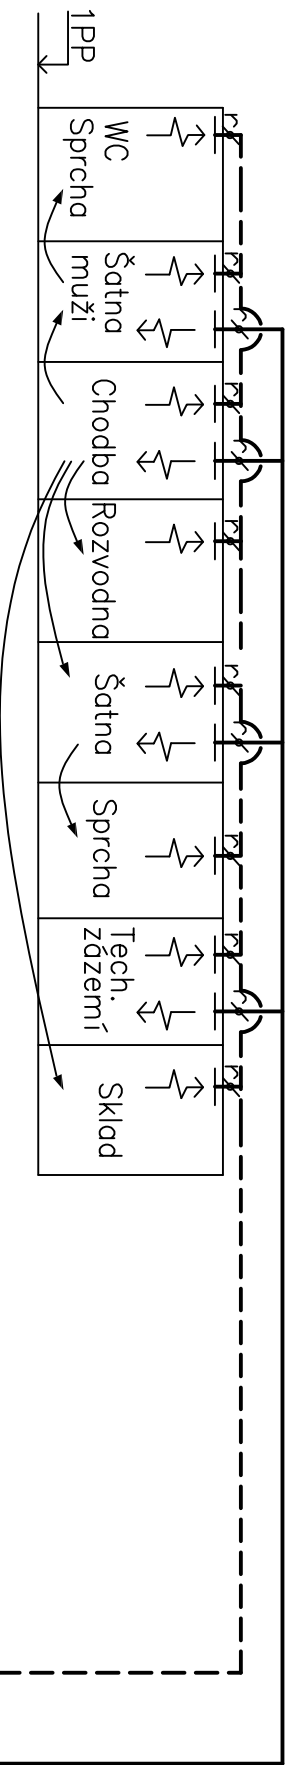 1PP
WC
Sprcha
Šatna
muži
Chodba
Rozvodna
Šatna
Sprcha
Tech.
zázemí
Sklad